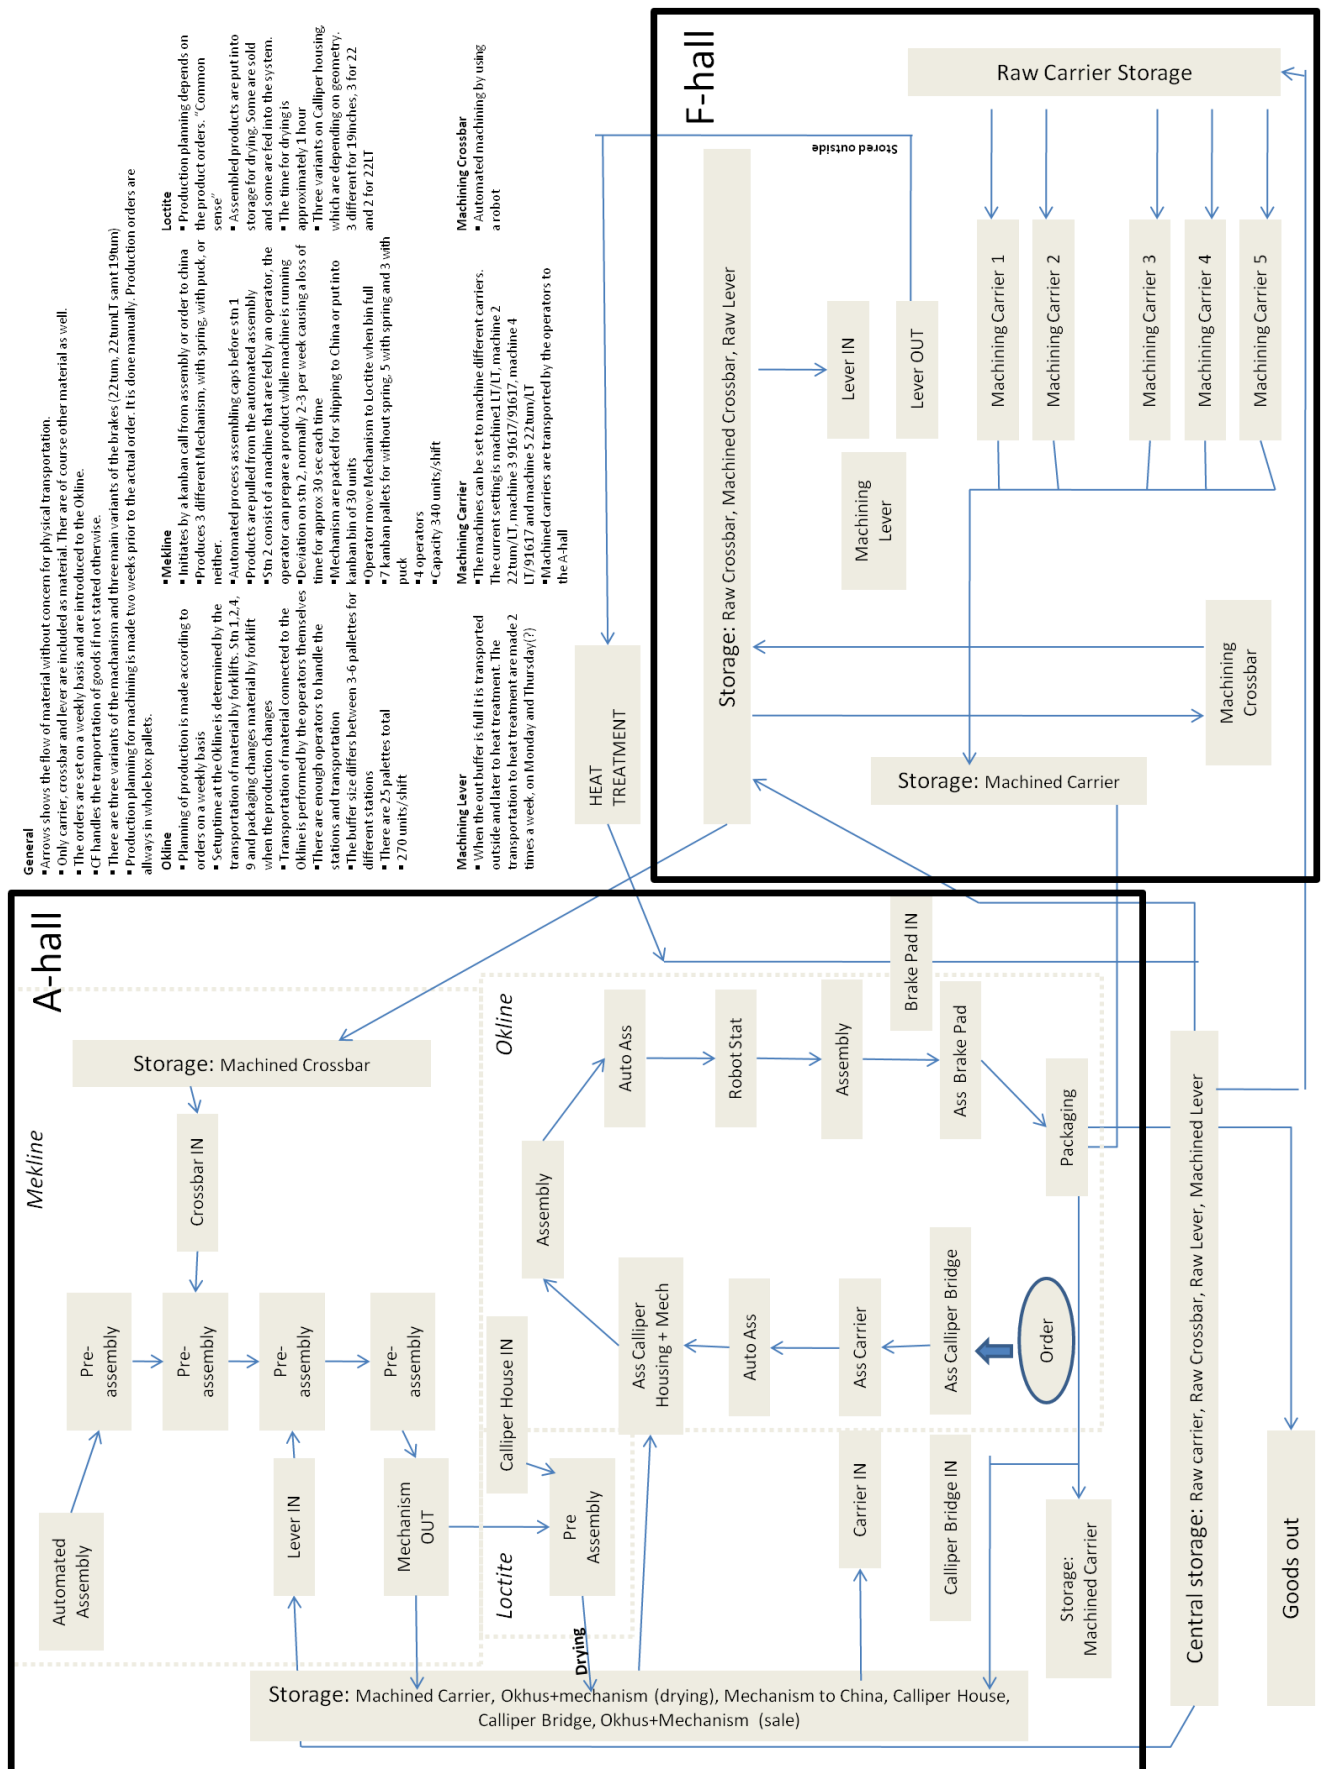 General
▪Arrows shows the flow of material without concern for physical transportation.
▪ Only carrier, crossbar and lever are included as material. Ther are of course other material as well.
▪ The orders are set on a weekly basis and are introduced to the Okline.
▪CF handles the tranportation of goods if not stated otherwise.
▪ There are three variants of the machanism and three main variants of the brakes (22tum, 22tumLT samt 19tum)
▪ Production planning for machining is made two weeks prior to the actual order. It is done manually. Production orders are
allways in whole box pallets.
Okline
▪ Planning of production is made according to
orders on a weekly basis
▪ Setuptime at the Okline is determined by the
transportation of material by forklifts. Stn 1,2,4,
9 and packaging changes material by forklift
when the production changes
▪ Transportation of material connected to the
Okline is performed by the operators themselves
▪There are enough operators to handle the
stations and transportation
▪The buffer size differs between 3-6 pallettes for
different stations
▪ There are 25 palettes total
▪ 270 units/shift
▪Mekline
▪ Initiates by a kanban call from assembly or order to china
▪Produces 3 different Mechanism, with spring, with puck, or
neither.
▪Automated process assembling caps before stn 1
▪Products are pulled from the automated assembly
▪Stn 2 consist of a machine that are fed by an operator, the
operator can prepare a product while machine is running
▪Deviation on stn 2, normally 2-3 per week causing a loss of
time for approx 30 sec each time
▪Mechanism are packed for shipping to China or put into
kanban bin of 30 units
▪Operator move Mechanism to Loctite when bin full
▪7 kanban pallets for without spring, 5 with spring and 3 with
puck
▪4 operators
▪Capacity 340 units/shift
Loctite
▪ Production planning depends on
the product orders. "Common
sense"
▪ Assembled products are put into
storage for drying. Some are sold
and some are fed into the system.
▪ The time for drying is
approximately 1 hour
▪ Three variants on Calliper housing,
which are depending on geometry.
3 different for 19inches, 3 for 22
and 2 for 22LT
Machining Lever
▪ When the out buffer is full it is transported
outside and later to heat treatment. The
transportation to heat treatment are made 2
times a week, on Monday and Thursday(?)
Machining Carrier
▪The machines can be set to machine different carriers.
The current setting is machine1 LT/LT, machine 2
22tum/LT, machine 3 91617/91617, machine 4
LT/91617 and machine 5 22tum/LT
▪Machined carriers are transported by the operators to
the A-hall
Machining Crossbar
▪ Automated machining by using
a robot
A-hall
Mekline
Automated
Assembly
Pre-
assembly
Pre-
assembly
Pre-
assembly
Pre-
assembly
Crossbar IN
Storage: Machined Crossbar
Lever IN
Mechanism
OUT
Loctite
Calliper House IN
Pre
Assembly
Drying
Okline
Assembly
Auto Ass
Robot Stat
Assembly
Ass Brake Pad
Brake Pad IN
Packaging
Ass Calliper
Housing + Mech
Auto Ass
Ass Carrier
Ass Calliper Bridge
Order
Carrier IN
Calliper Bridge IN
Storage:
Machined Carrier
Storage: Machined Carrier, Okhus+mechanism (drying), Mechanism to China, Calliper House,
Calliper Bridge, Okhus+Mechanism (sale)
Central storage: Raw carrier, Raw Crossbar, Raw Lever, Machined Lever
Goods out
HEAT
TREATMENT
F-hall
Storage: Raw Crossbar, Machined Crossbar, Raw Lever
Stored outside
Lever IN
Lever OUT
Machining
Lever
Raw Carrier Storage
Machining Carrier 1
Machining Carrier 2
Machining Carrier 3
Machining Carrier 4
Machining Carrier 5
Storage: Machined Carrier
Machining
Crossbar